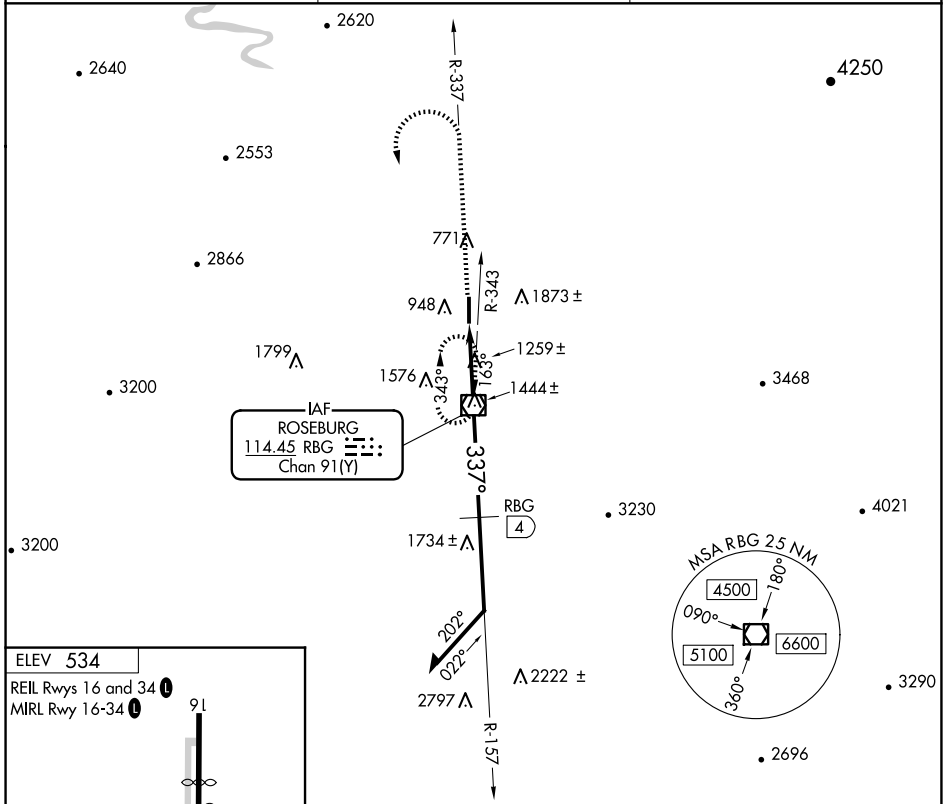 2620
2640
4250
R-337
2553
771
2866
R-343
948
1873 ±
1799
1259 ±
163°
343°
1576
1444 ±
3200
3468
IAF
ROSEBURG
114.45 RBG
Chan 91(Y)
337°
RBG
4
3230
4021
1734 ±
3200
MSA RBG 25 NM
180°
4500
090°
6600
5100
360°
202°
022°
2222 ±
2797
3290
R-157
2696
ELEV 534
REIL Rwys 16 and 34 L
MIRL Rwy 16-34 L
16